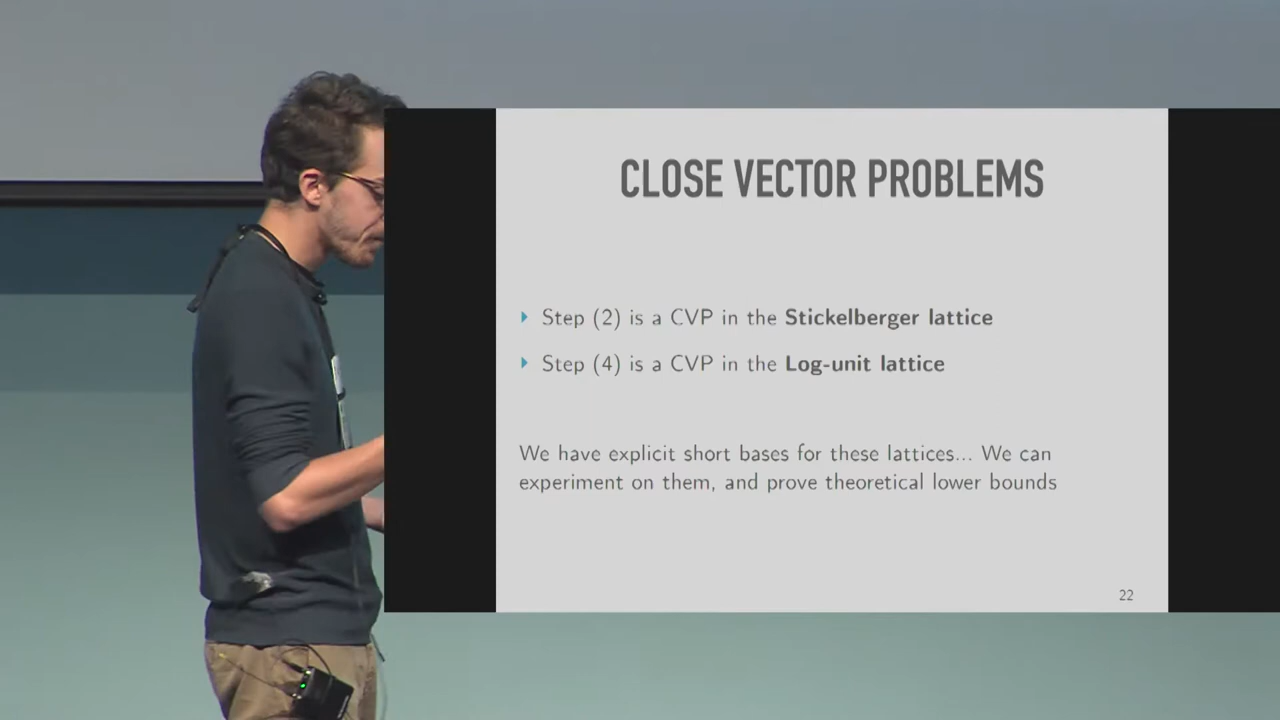 CLOSE VECTOR PROBLEMS
Step (2) is a CVP in the Stickelberger lattice
Step (4) is a CVP in the Log-unit lattice
We have explicit short bases for these lattices... We can
experiment on them, and prove theoretical lower bounds
22